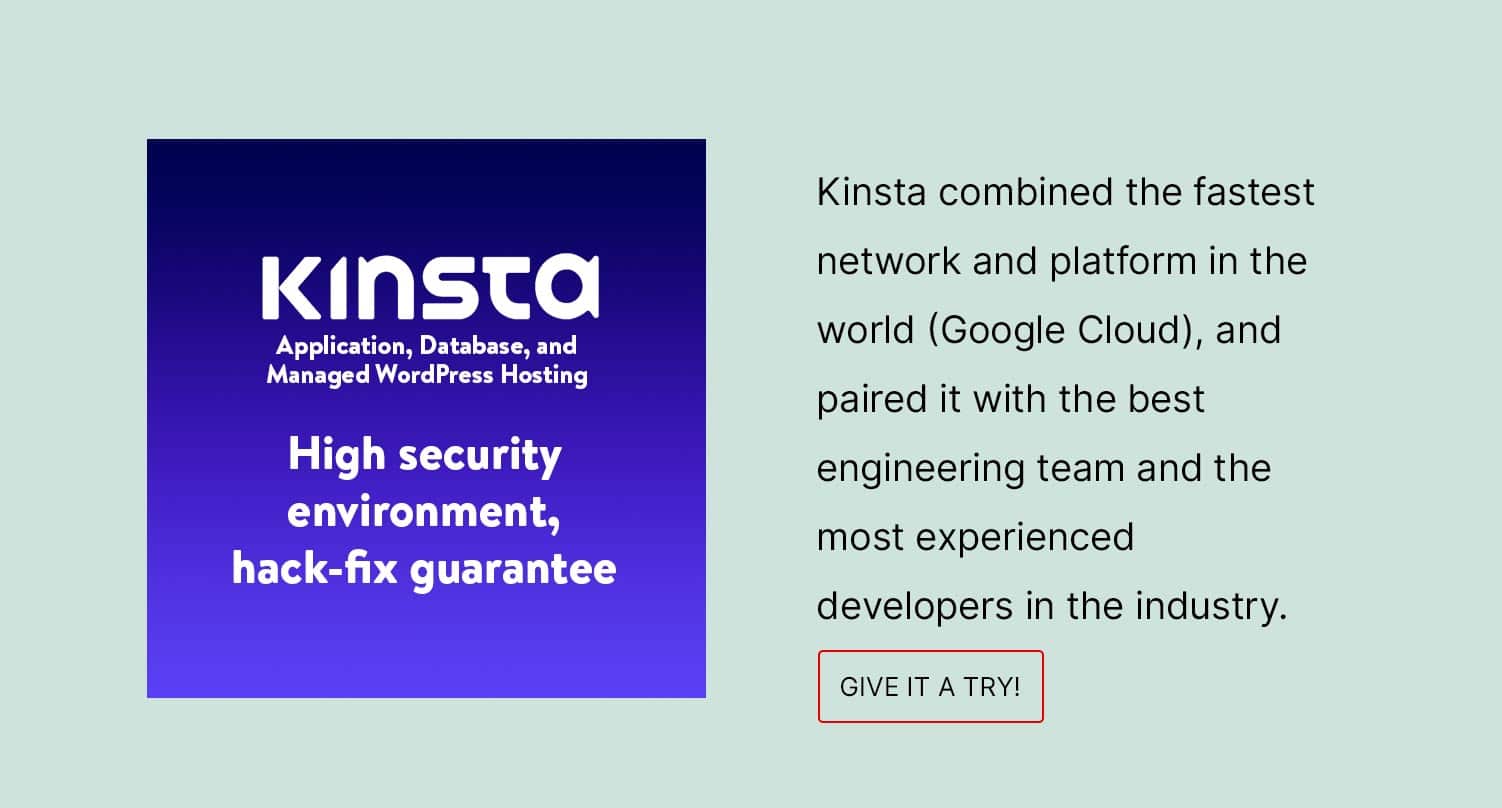 Kinsta
Application, Database, and
Managed WordPress Hosting
High security
environment,
hack-fix guarantee
Kinsta combined the fastest
network and platform in the
world (Google Cloud), and
paired it with the best
engineering team and the
most experienced
developers in the industry.
GIVE IT A TRY!